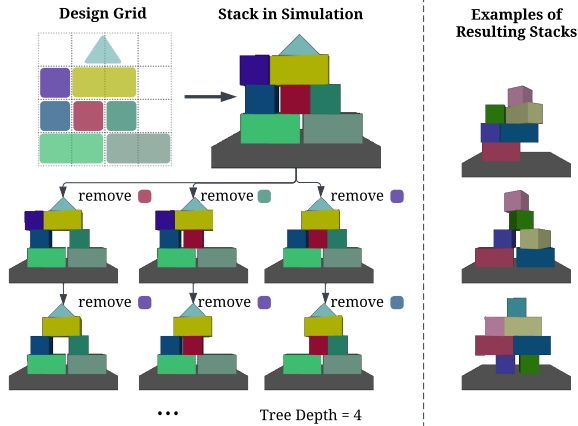 Design Grid
Stack in Simulation
Examples of
Resulting Stacks
remove
remove
remove
remove
remove
remove
...
Tree Depth = 4